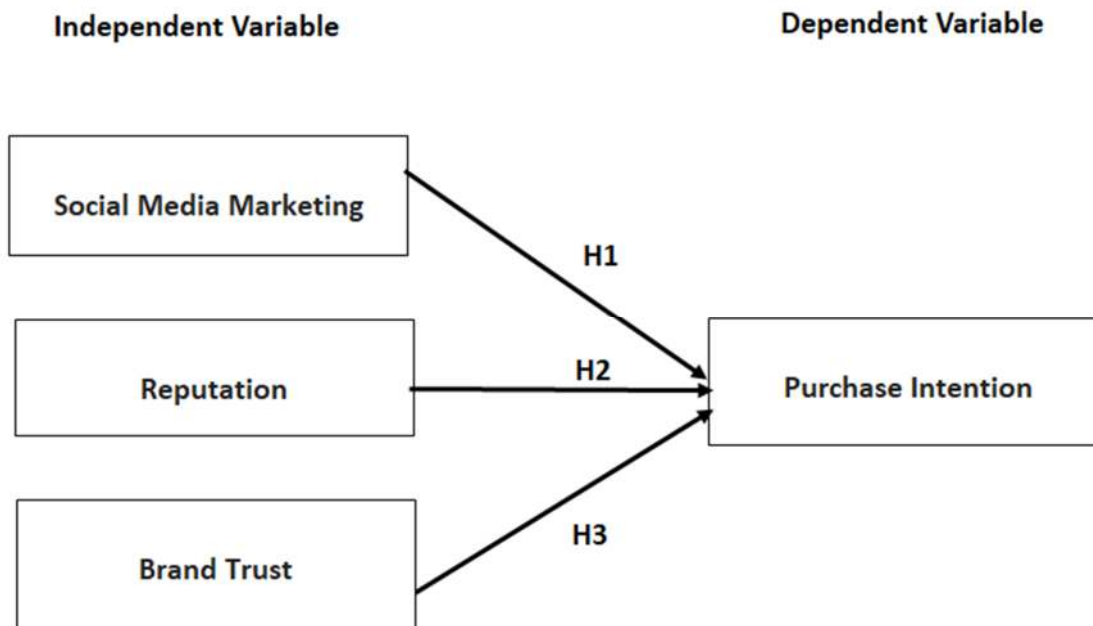 Independent Variable
Dependent Variable
Social Media Marketing
H1
Reputation
H2
Purchase Intention
H3
Brand Trust